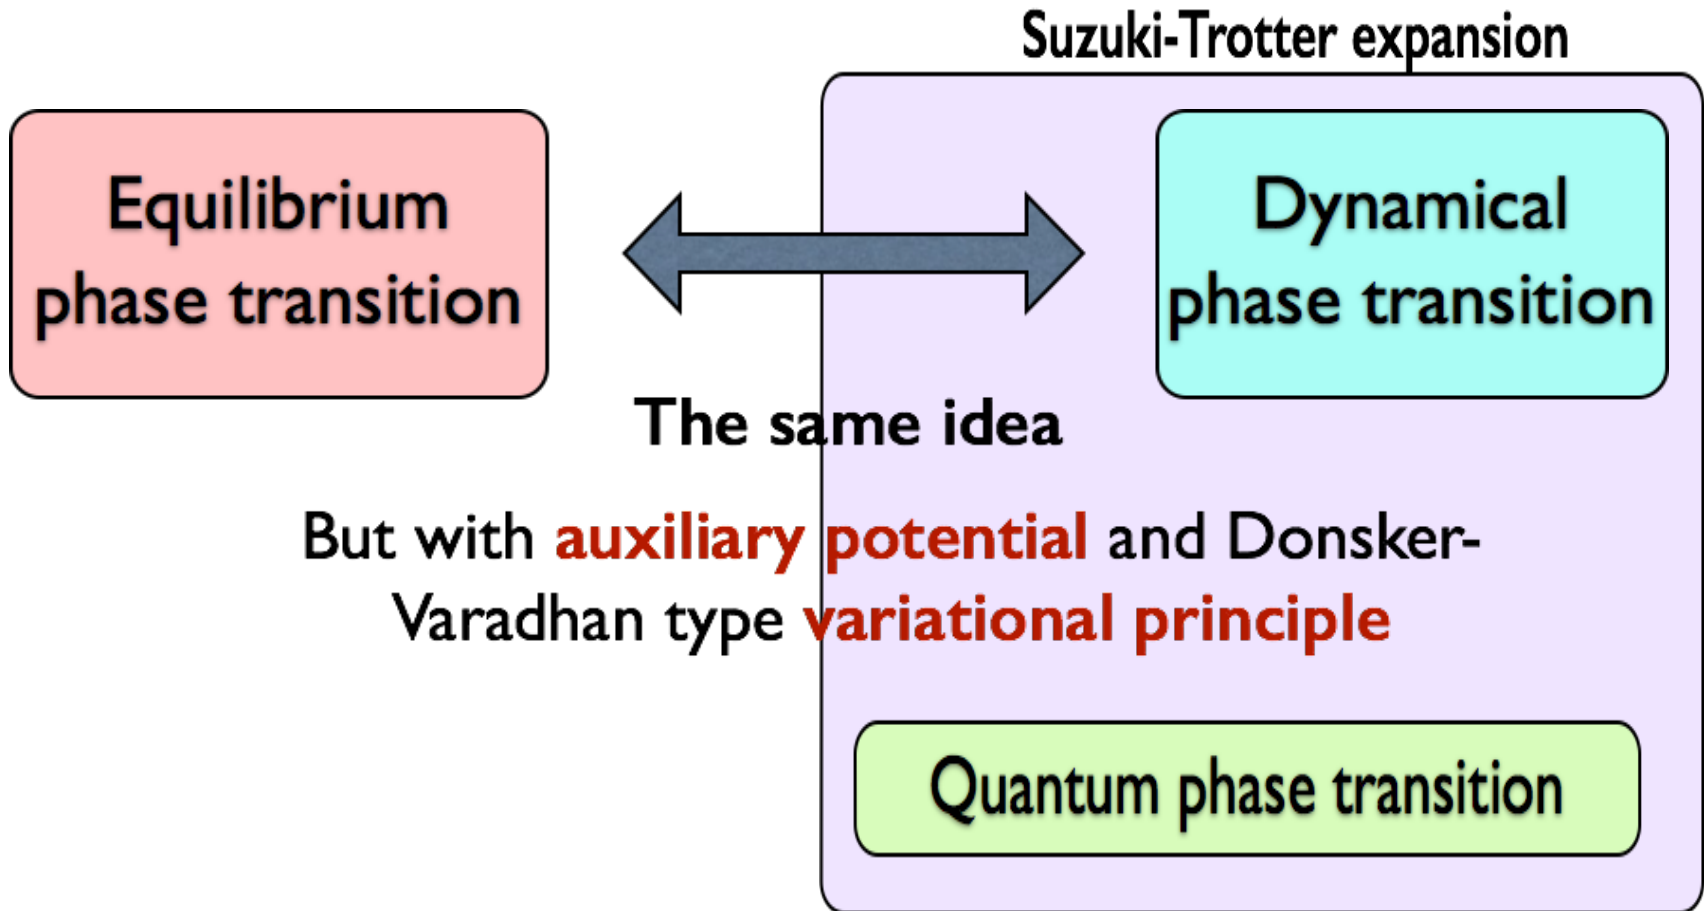 Suzuki-Trotter expansion
Equilibrium
phase transition
Dynamical
phase transition
The same idea
But with auxiliary potential and Donsker-
Varadhan type variational principle
Quantum phase transition